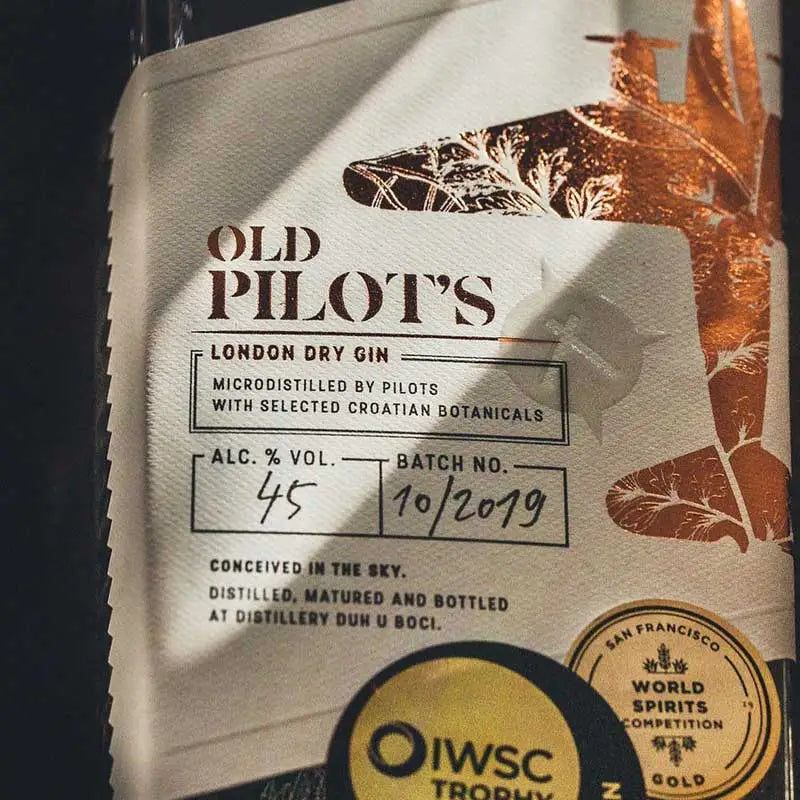 OLD
PILOT'S
LONDON DRY GIN
MICRODISTILLED BY PILOTS
WITH SELECTED CROATIAN BOTANICALS
ALC. % VOL.
BATCH NO.
45
10/2019
CONCEIVED IN THE SKY.
DISTILLED, MATURED AND BOTTLED
AT DISTILLERY DUH U BOCI.
SAN FRANCISCO
WORLD
SPIRITS
COMPETITION
19
GOLD
IWSC
TROPHY